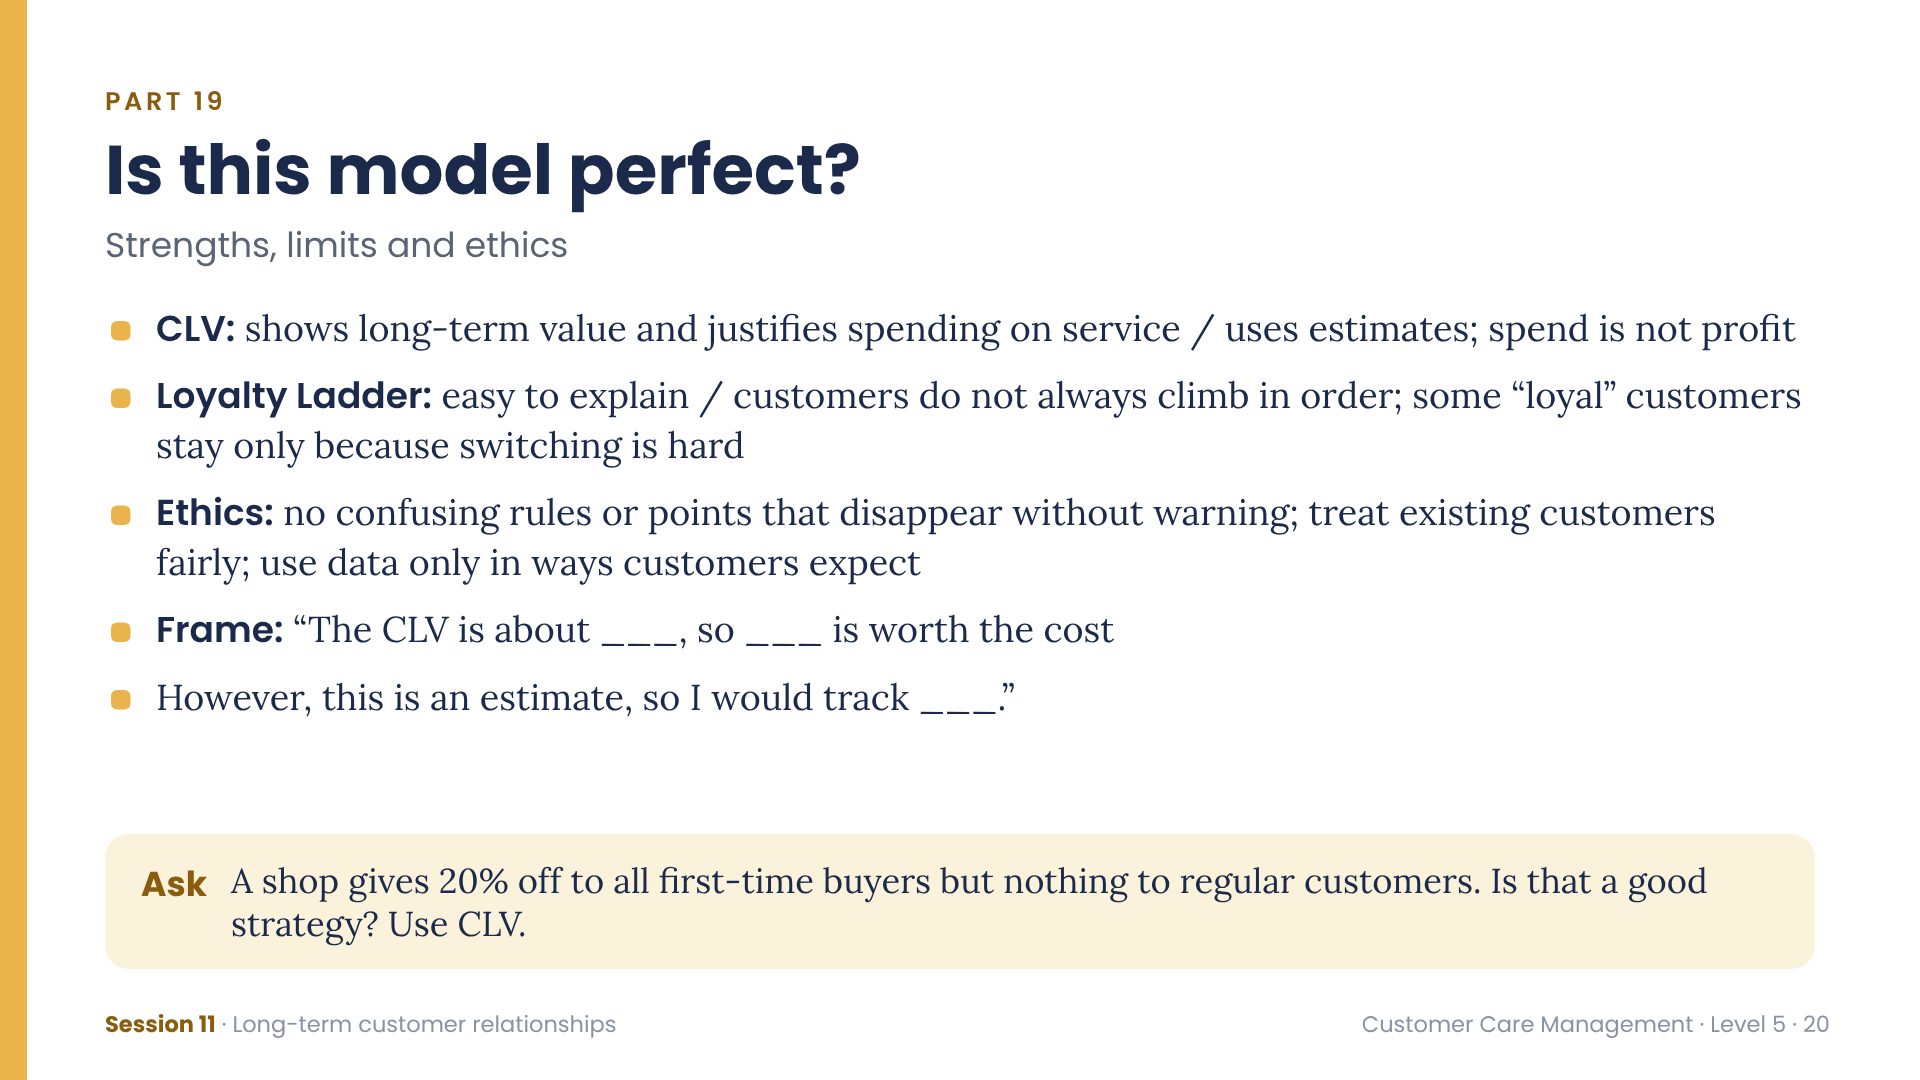 PART 19
Is this model perfect?
Strengths, limits and ethics
CLV: shows long-term value and justifies spending on service / uses estimates; spend is not profit
Loyalty Ladder: easy to explain / customers do not always climb in order; some “loyal” customers
stay only because switching is hard
Ethics: no confusing rules or points that disappear without warning; treat existing customers
fairly; use data only in ways customers expect
Frame: “The CLV is about ___, so ___ is worth the cost
However, this is an estimate, so I would track ___.”
Ask A shop gives 20% off to all first-time buyers but nothing to regular customers. Is that a good
strategy? Use CLV.
Session 11 · Long-term customer relationships
Customer Care Management · Level 5 · 20